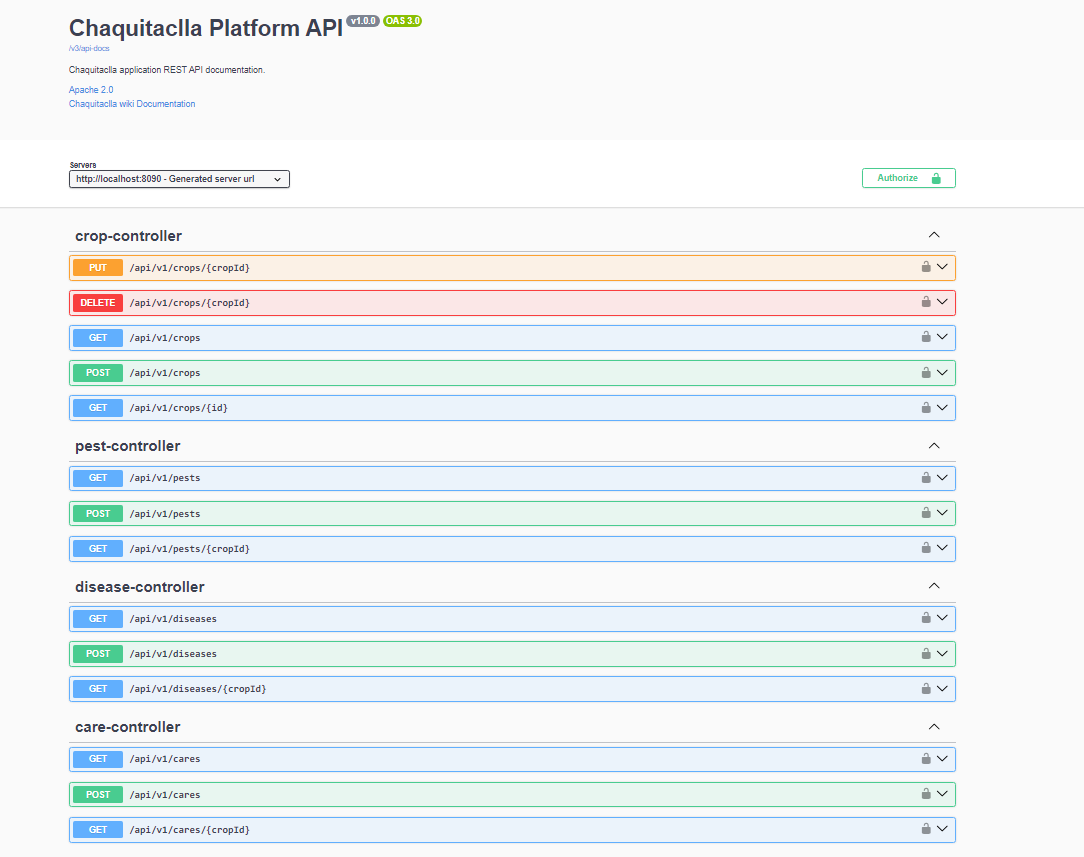 Chaquitaclla Platform API v1.0.0 OAS 3.0
/v3/api-docs
Chaquitaclla application REST API documentation.
Apache 2.0
Chaquitaclla wiki Documentation
Servers
http://localhost:8090 - Generated server url
Authorize
crop-controller
PUT /api/v1/crops/{cropId}
DELETE /api/v1/crops/{cropId}
GET /api/v1/crops
POST /api/v1/crops
GET /api/v1/crops/{id}
pest-controller
GET /api/v1/pests
POST /api/v1/pests
GET /api/v1/pests/{cropId}
disease-controller
GET /api/v1/diseases
POST /api/v1/diseases
GET /api/v1/diseases/{cropId}
care-controller
GET /api/v1/cares
POST /api/v1/cares
GET /api/v1/cares/{cropId}